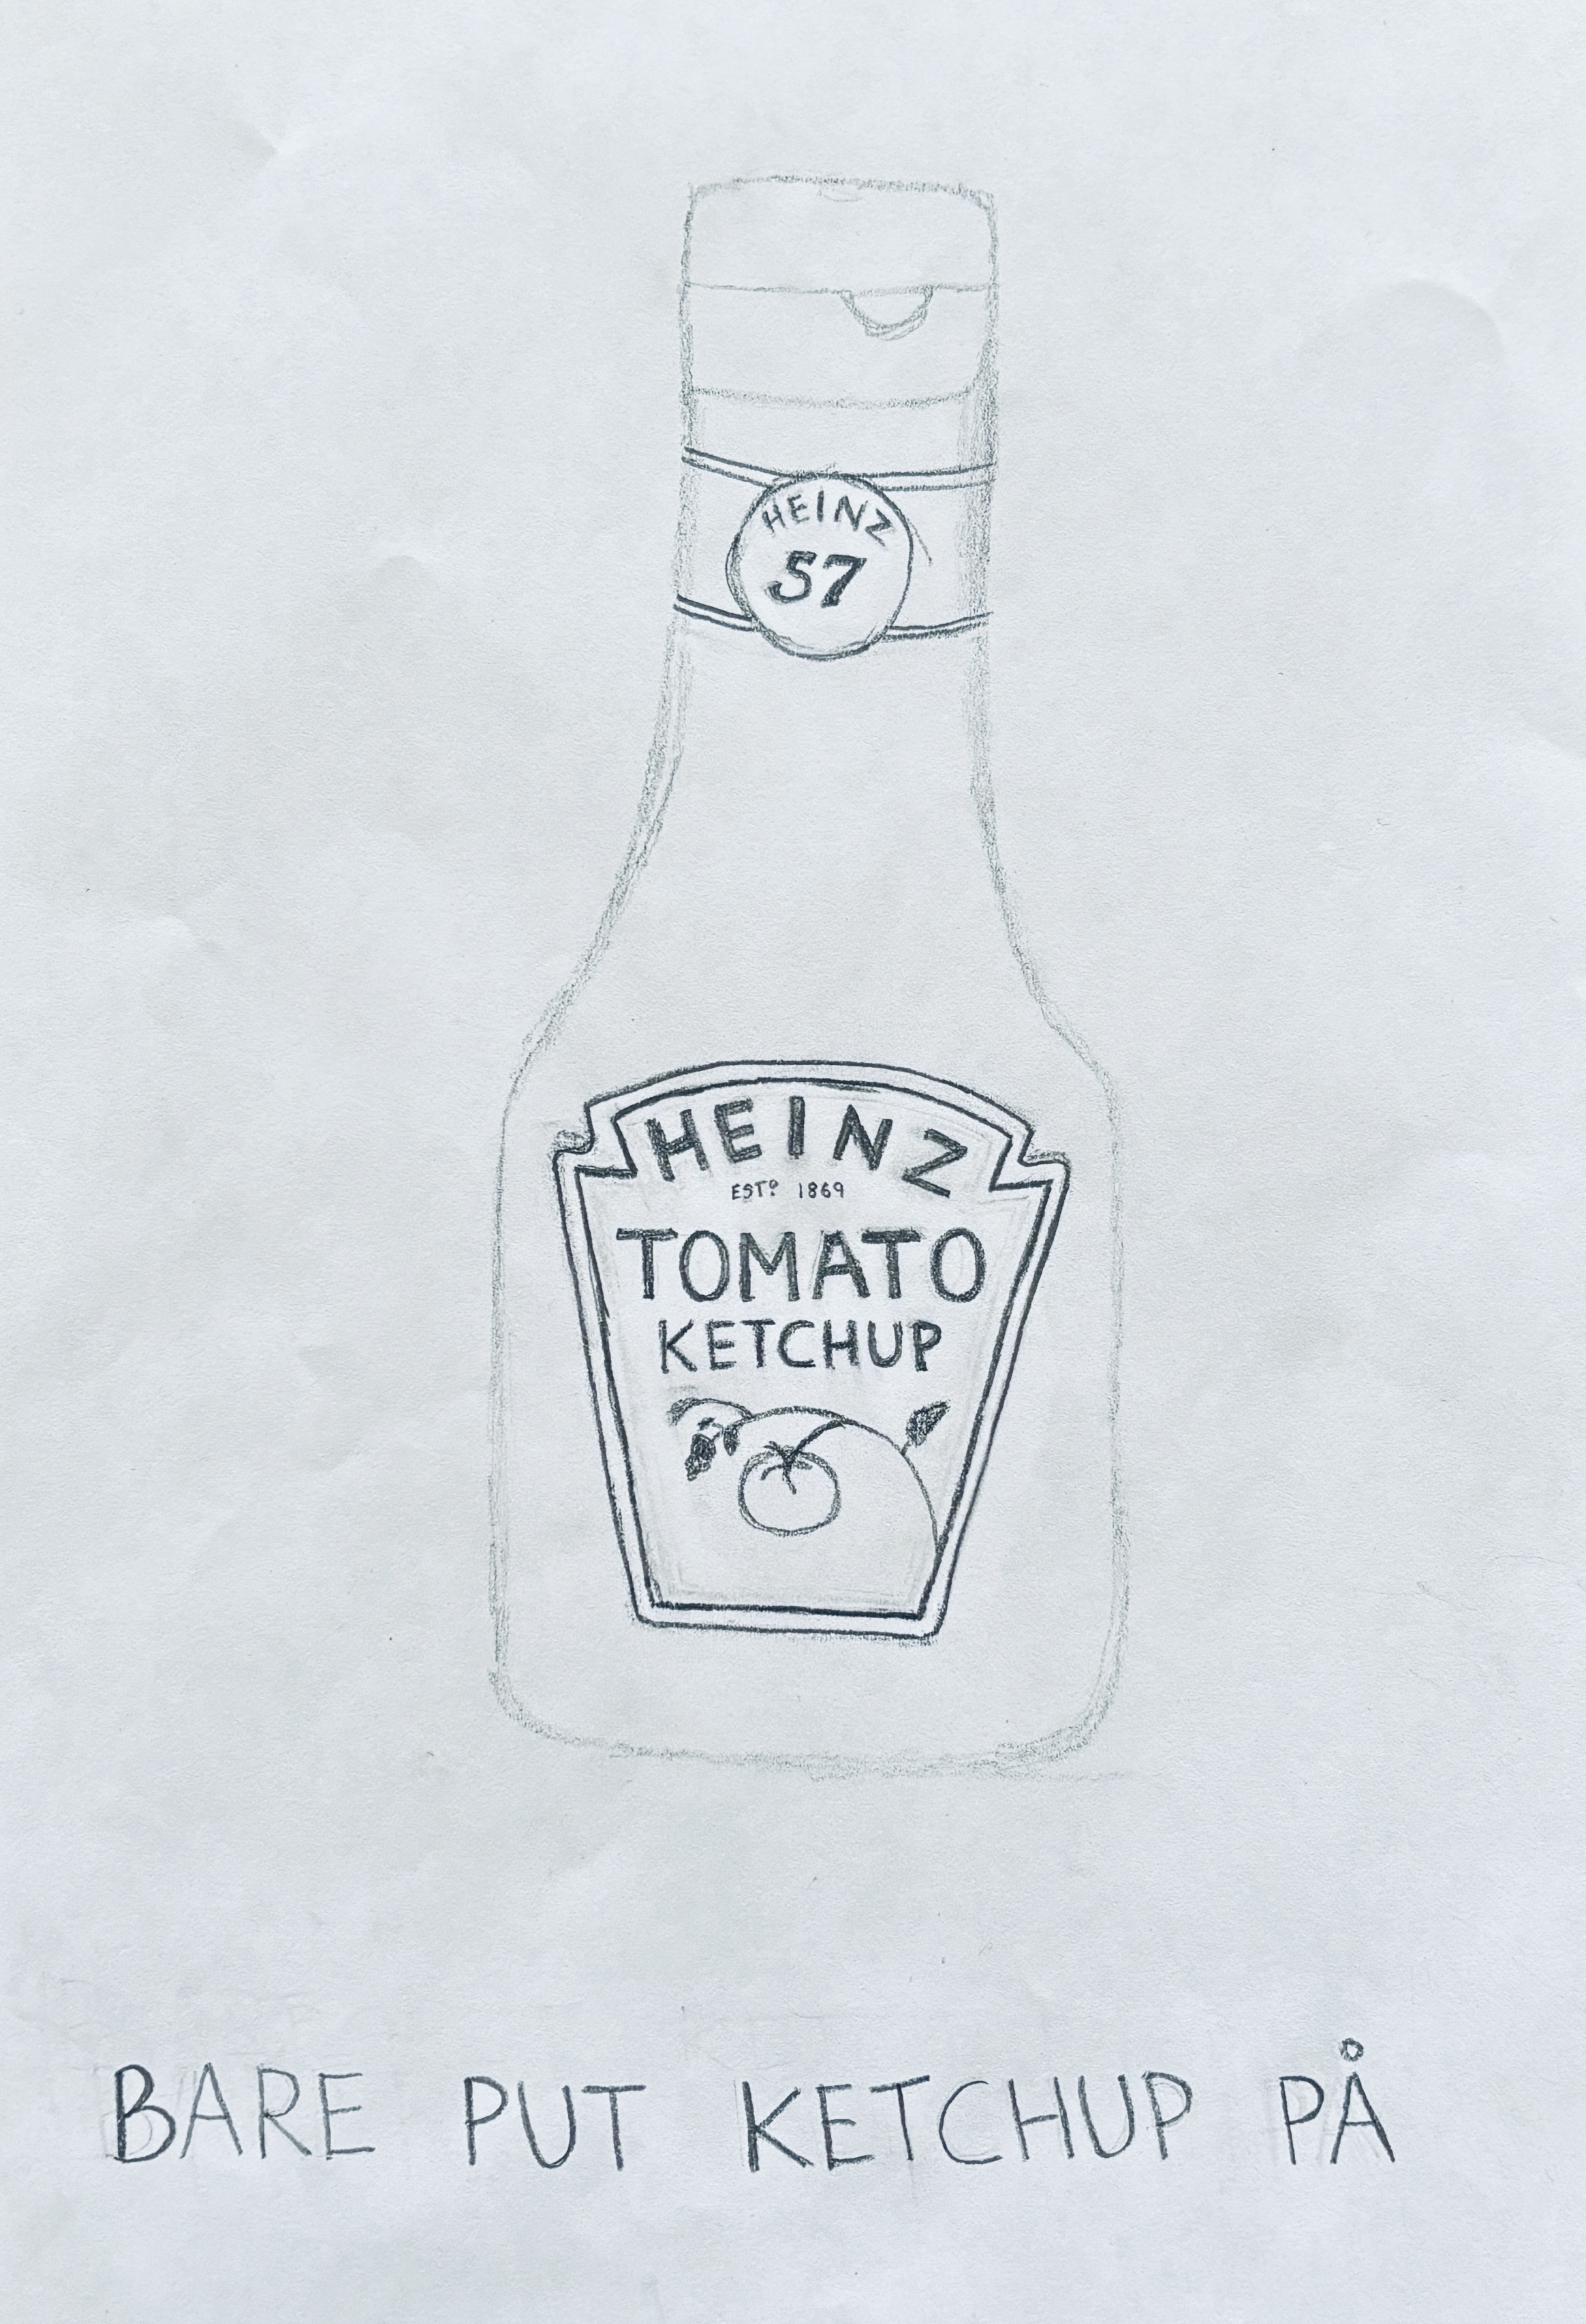 HEINZ
57
HEINZ
ESTD 1869
TOMATO
KETCHUP
BARE PUT KETCHUP PÅ